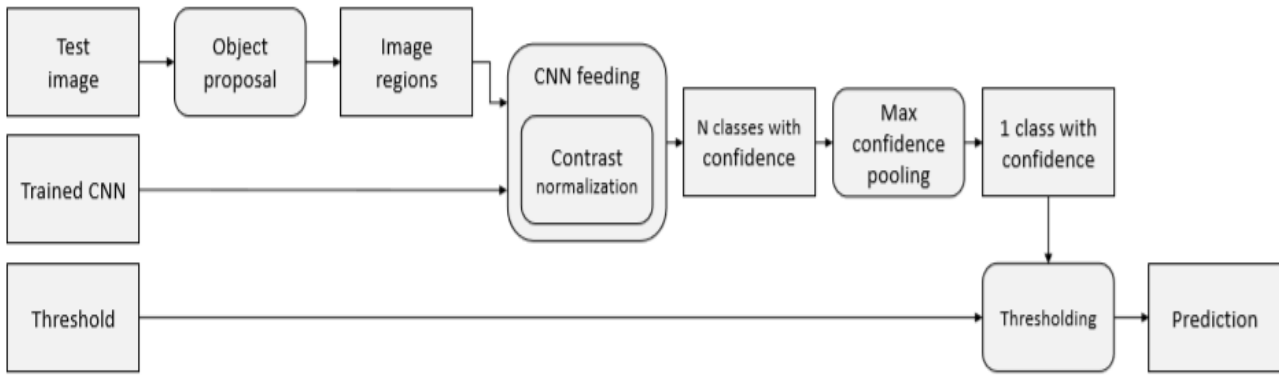 Test
image
Object
proposal
Image
regions
CNN feeding
Contrast
normalization
N classes with
confidence
Max
confidence
pooling
1 class with
confidence
Trained CNN
Threshold
Thresholding
Prediction